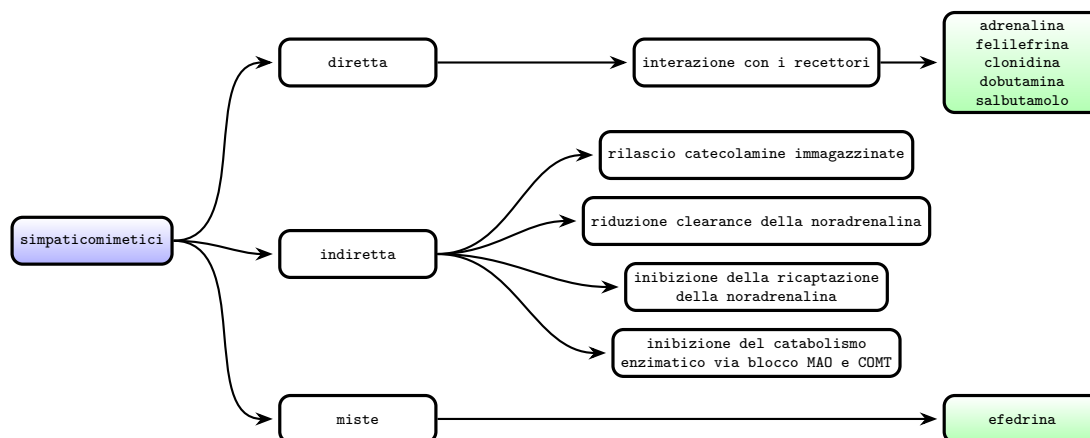 simpaticomimetici
diretta
interazione con i recettori
adrenalina
felilefrina
clonidina
dobutamina
salbutamolo
indiretta
rilascio catecolamine immagazzinate
riduzione clearance della noradrenalina
inibizione della ricaptazione
della noradrenalina
inibizione del catabolismo
enzimatico via blocco MAO e COMT
miste
efedrina